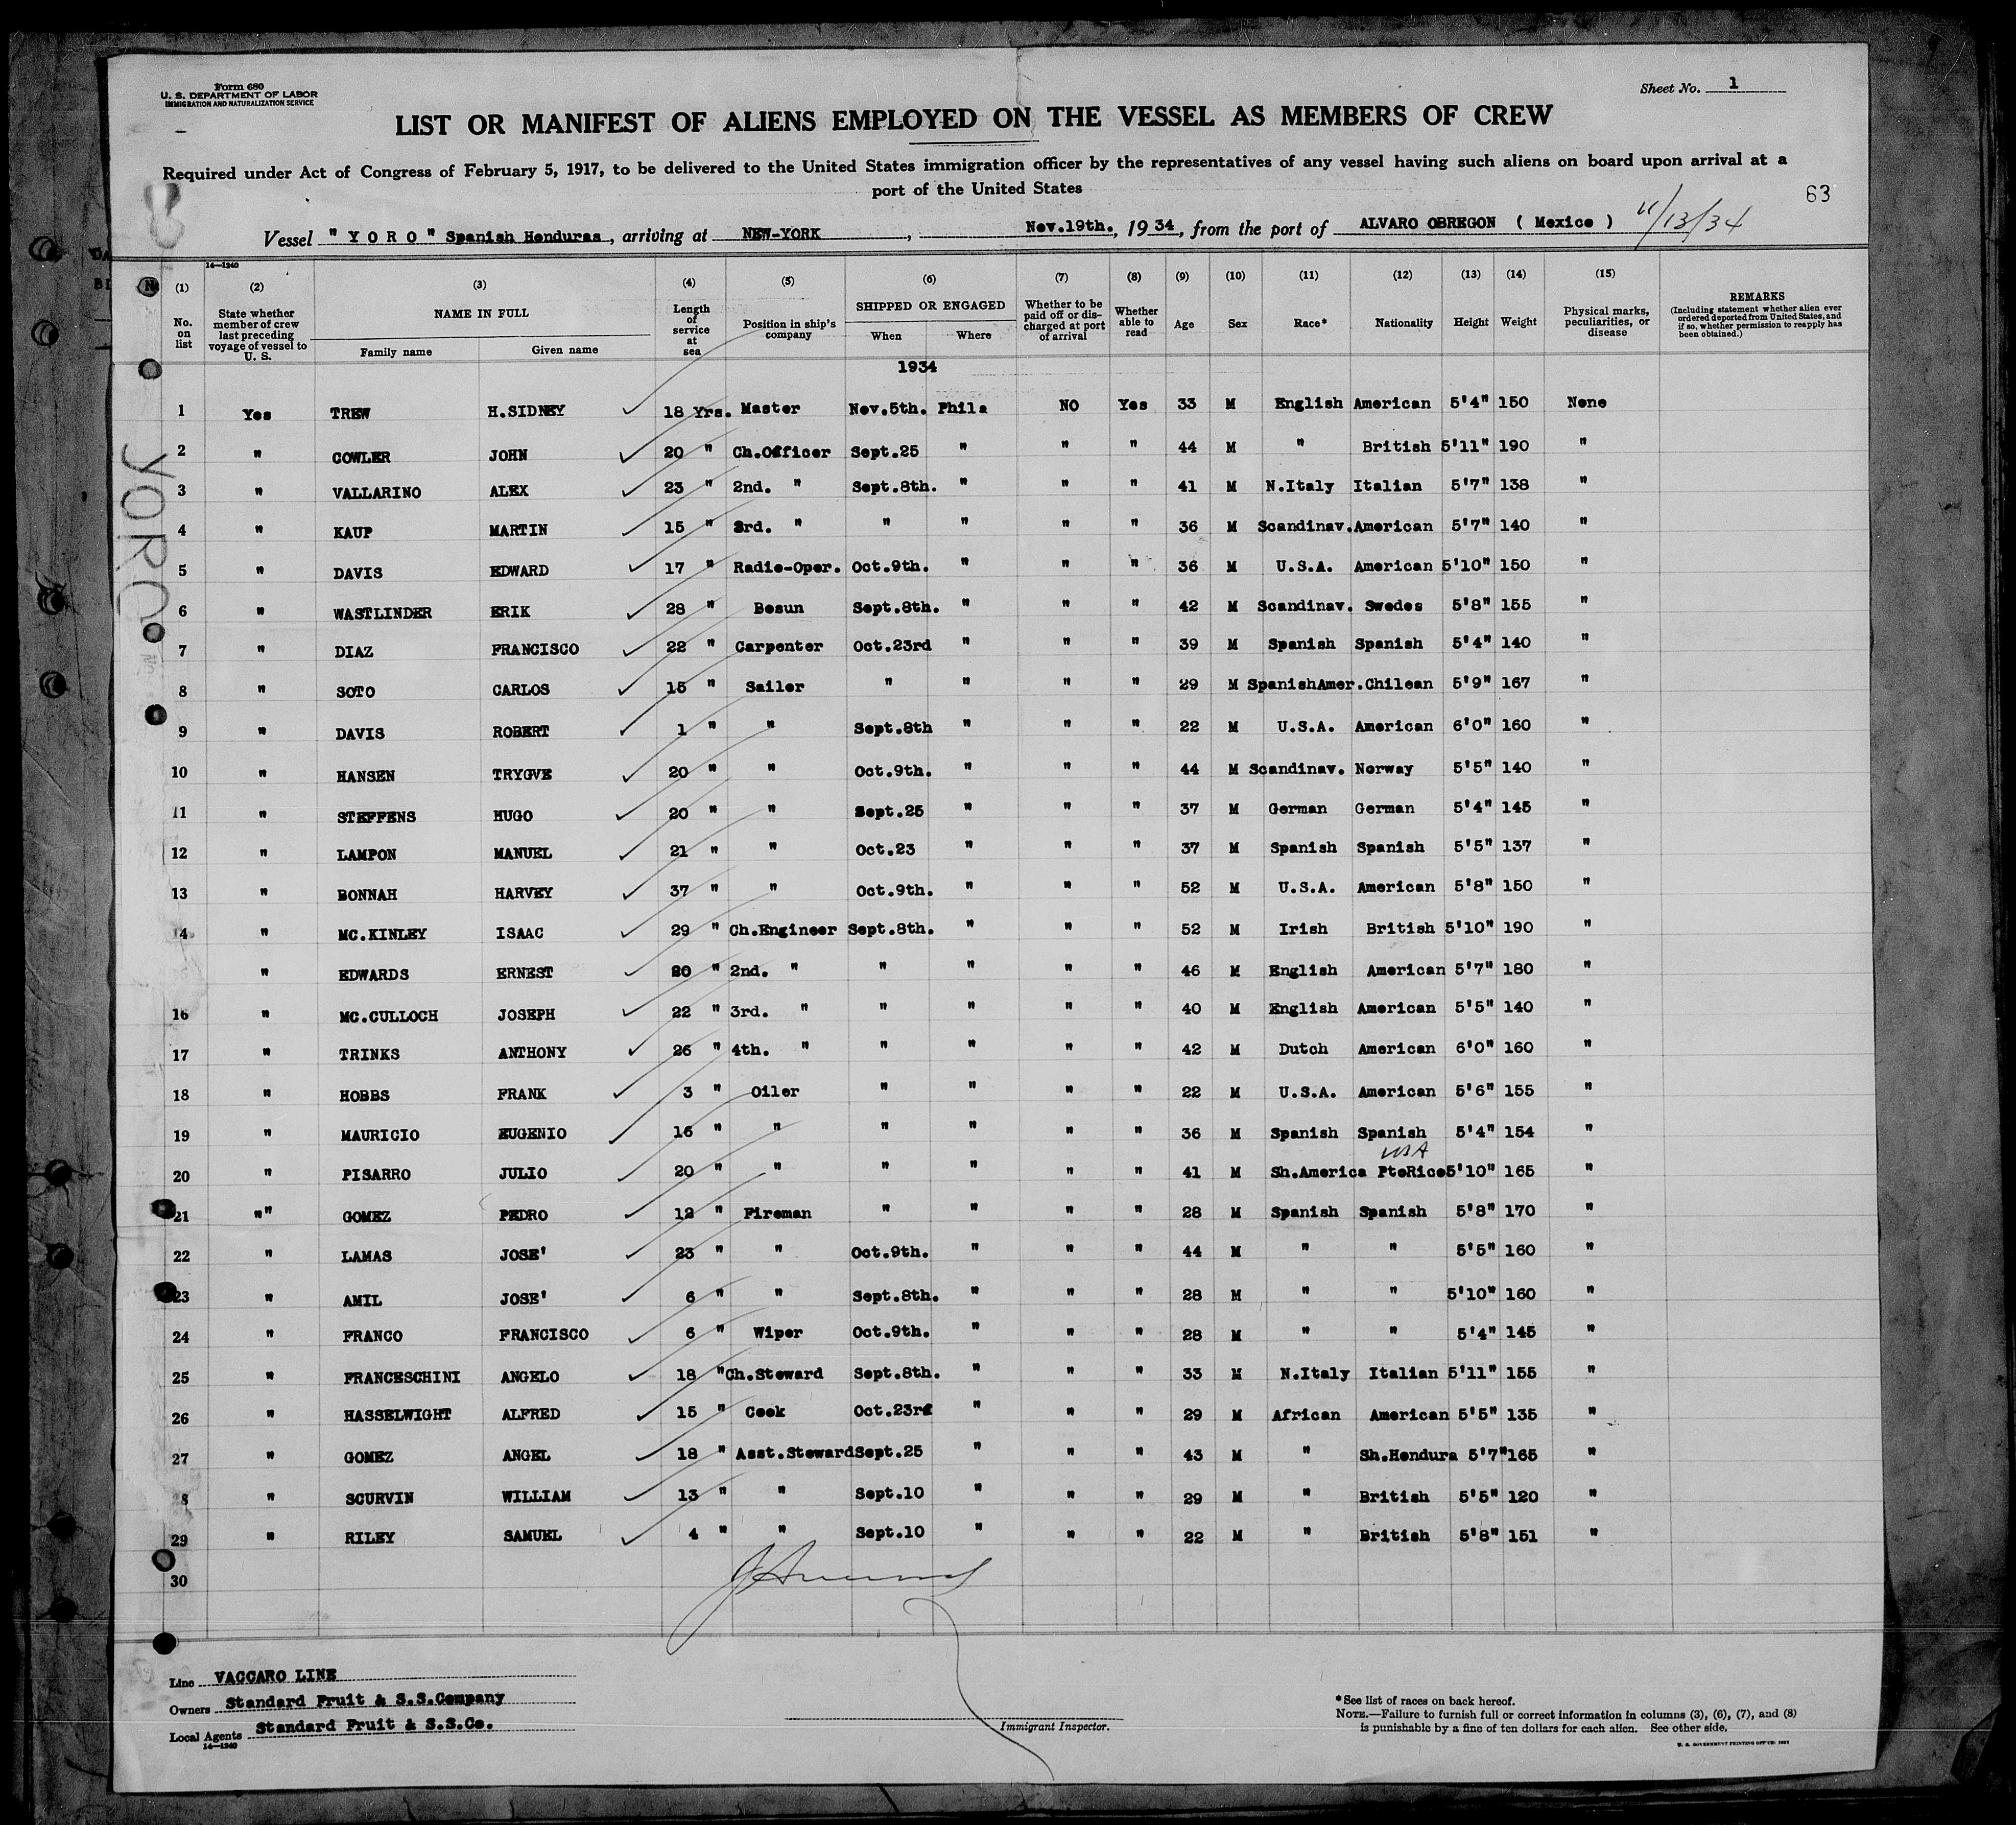 Form 680
U. S. DEPARTMENT OF LABOR
IMMIGRATION AND NATURALIZATION SERVICE
Sheet No. 1
LIST OR MANIFEST OF ALIENS EMPLOYED ON THE VESSEL AS MEMBERS OF CREW
Required under Act of Congress of February 5, 1917, to be delivered to the United States immigration officer by the representatives of any vessel having such aliens on board upon arrival at a
port of the United States
63
Vessel " Y O R O " Spanish Honduras, arriving at NEW-YORK, Nov.19th., 1934, from the port of ALVARO OBREGON ( Mexico ) 11/13/34
14—1240
(1) (2) (3) (4) (5) (6) (7) (8) (9) (10) (11) (12) (13) (14) (15)
No. on list | State whether member of crew last preceding voyage of vessel to U. S. | NAME IN FULL Family name Given name | Length of service at sea | Position in ship's company | SHIPPED OR ENGAGED When Where | Whether to be paid off or discharged at port of arrival | Whether able to read | Age | Sex | Race* | Nationality | Height | Weight | Physical marks, peculiarities, or disease | REMARKS (Including statement whether alien ever ordered deported from United States, and if so, whether permission to reapply has been obtained.)
1934
YORO
1 Yes TREW H.SIDNEY 18 Yrs. Master Nov.5th. Phila NO Yes 33 M English American 5'4" 150 None
2 " COWLER JOHN 20 " Ch.Officer Sept.25 " " " 44 M " British 5'11" 190 "
3 " VALLARINO ALEX 23 " 2nd. " Sept.8th. " " " 41 M N.Italy Italian 5'7" 138 "
4 " KAUP MARTIN 15 " 3rd. " " " " " 36 M Scandinav. American 5'7" 140 "
5 " DAVIS EDWARD 17 " Radio-Oper. Oct.9th. " " " 36 M U.S.A. American 5'10" 150 "
6 " WASTLINDER ERIK 28 " Bosun Sept.8th. " " " 42 M Scandinav. Swedes 5'8" 155 "
7 " DIAZ FRANCISCO 22 " Carpenter Oct.23rd " " " 39 M Spanish Spanish 5'4" 140 "
8 " SOTO CARLOS 15 " Sailer " " " " 29 M SpanishAmer. Chilean 5'9" 167 "
9 " DAVIS ROBERT 1 " " Sept.8th " " " 22 M U.S.A. American 6'0" 160 "
10 " HANSEN TRYGVE 20 " " Oct.9th. " " " 44 M Scandinav. Norway 5'5" 140 "
11 " STEFFENS HUGO 20 " " Sept.25 " " " 37 M German German 5'4" 145 "
12 " LAMPON MANUEL 21 " " Oct.23 " " " 37 M Spanish Spanish 5'5" 137 "
13 " BONNAH HARVEY 37 " " Oct.9th. " " " 52 M U.S.A. American 5'8" 150 "
14 " MC.KINLEY ISAAC 29 " Ch.Engineer Sept.8th. " " " 52 M Irish British 5'10" 190 "
" EDWARDS ERNEST 20 " 2nd. " " " " " 46 M English American 5'7" 180 "
16 " MC.CULLOCH JOSEPH 22 " 3rd. " " " " " 40 M English American 5'5" 140 "
17 " TRINKS ANTHONY 26 " 4th. " " " " " 42 M Dutch American 6'0" 160 "
18 " HOBBS FRANK 3 " Oiler " " " " 22 M U.S.A. American 5'6" 155 "
19 " MAURICIO EUGENIO 16 " " " " " " 36 M Spanish Spanish 5'4" 154 "
USA
20 " PISARRO JULIO 20 " " " " " " 41 M Sh.America PtoRico 5'10" 165 "
21 "" GOMEZ PEDRO 12 " Fireman " " " " 28 M Spanish Spanish 5'8" 170 "
22 " LAMAS JOSE' 23 " " Oct.9th. " " " 44 M " " 5'5" 160 "
23 " AMIL JOSE' 6 " " Sept.8th. " " " 28 M " " 5'10" 160 "
24 " FRANCO FRANCISCO 6 " Wiper Oct.9th. " " " 28 M " " 5'4" 145 "
25 " FRANCESCHINI ANGELO 18 " Ch.Steward Sept.8th. " " " 33 M N.Italy Italian 5'11" 155 "
26 " HASSELWIGHT ALFRED 15 " Cook Oct.23rd " " " 29 M African American 5'5" 135 "
27 " GOMEZ ANGEL 18 " Asst.Steward Sept.25 " " " 43 M " Sh.Hondura 5'7" 165 "
8 " SCURVIN WILLIAM 13 " " Sept.10 " " " 29 M " British 5'5" 120 "
29 " RILEY SAMUEL 4 " " Sept.10 " " " 22 M " British 5'8" 151 "
30
Line VACCARO LINE
Owners Standard Fruit & S.S.Company
Local Agents Standard Fruit & S.S.Co.
14—1240
Immigrant Inspector.
*See list of races on back hereof.
NOTE.—Failure to furnish full or correct information in columns (3), (6), (7), and (8)
is punishable by a fine of ten dollars for each alien. See other side.